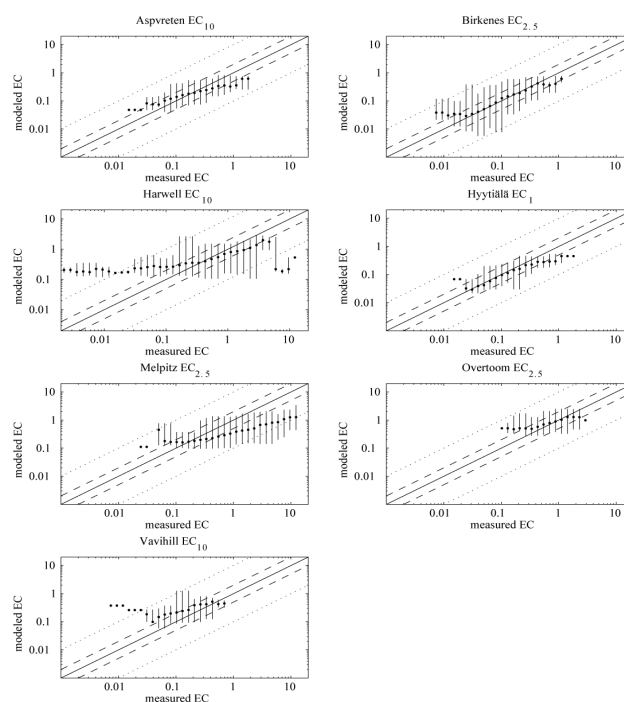 Aspvreten EC10
modeled EC
10
1
0.1
0.01
0.01 0.1 1 10
measured EC
Birkenes EC2.5
modeled EC
10
1
0.1
0.01
0.01 0.1 1 10
measured EC
Harwell EC10
modeled EC
10
1
0.1
0.01
0.01 0.1 1 10
measured EC
Hyytiälä EC1
modeled EC
10
1
0.1
0.01
0.01 0.1 1 10
measured EC
Melpitz EC2.5
modeled EC
10
1
0.1
0.01
0.01 0.1 1 10
measured EC
Overtoom EC2.5
modeled EC
10
1
0.1
0.01
0.01 0.1 1 10
measured EC
Vavihill EC10
modeled EC
10
1
0.1
0.01
0.01 0.1 1 10
measured EC